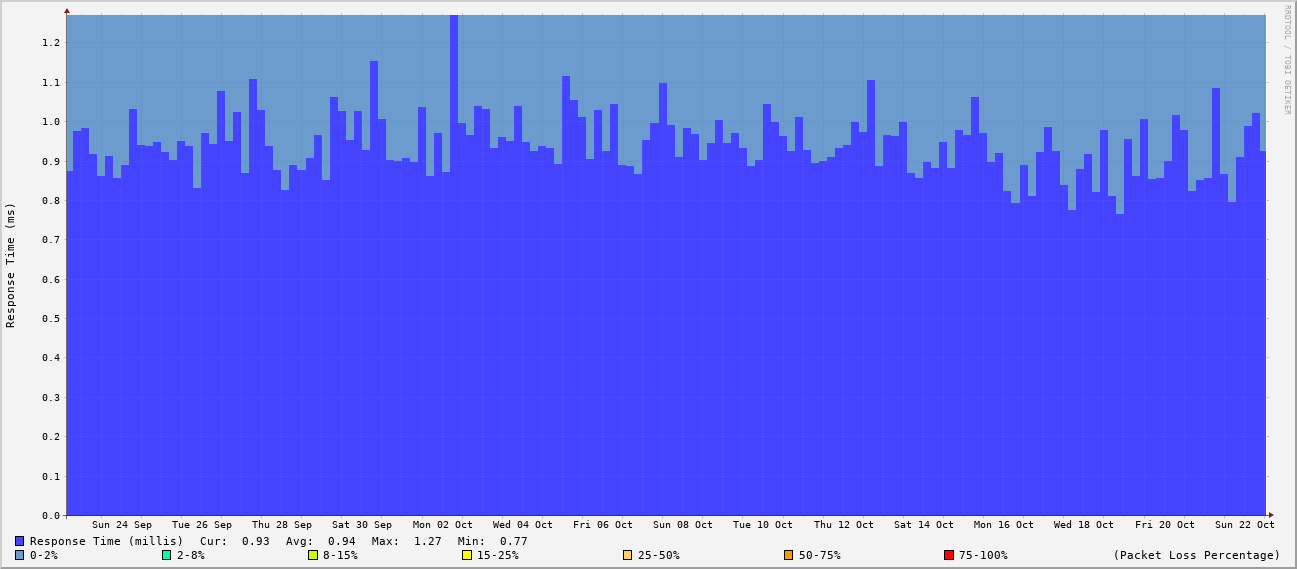 RRDTOOL / TOBI OETIKER
Response Time (ms)
1.2
1.1
1.0
0.9
0.8
0.7
0.6
0.5
0.4
0.3
0.2
0.1
0.0
Sun 24 Sep Tue 26 Sep Thu 28 Sep Sat 30 Sep Mon 02 Oct Wed 04 Oct Fri 06 Oct Sun 08 Oct Tue 10 Oct Thu 12 Oct Sat 14 Oct Mon 16 Oct Wed 18 Oct Fri 20 Oct Sun 22 Oct
Response Time (millis) Cur: 0.93 Avg: 0.94 Max: 1.27 Min: 0.77
0-2% 2-8% 8-15% 15-25% 25-50% 50-75% 75-100% (Packet Loss Percentage)